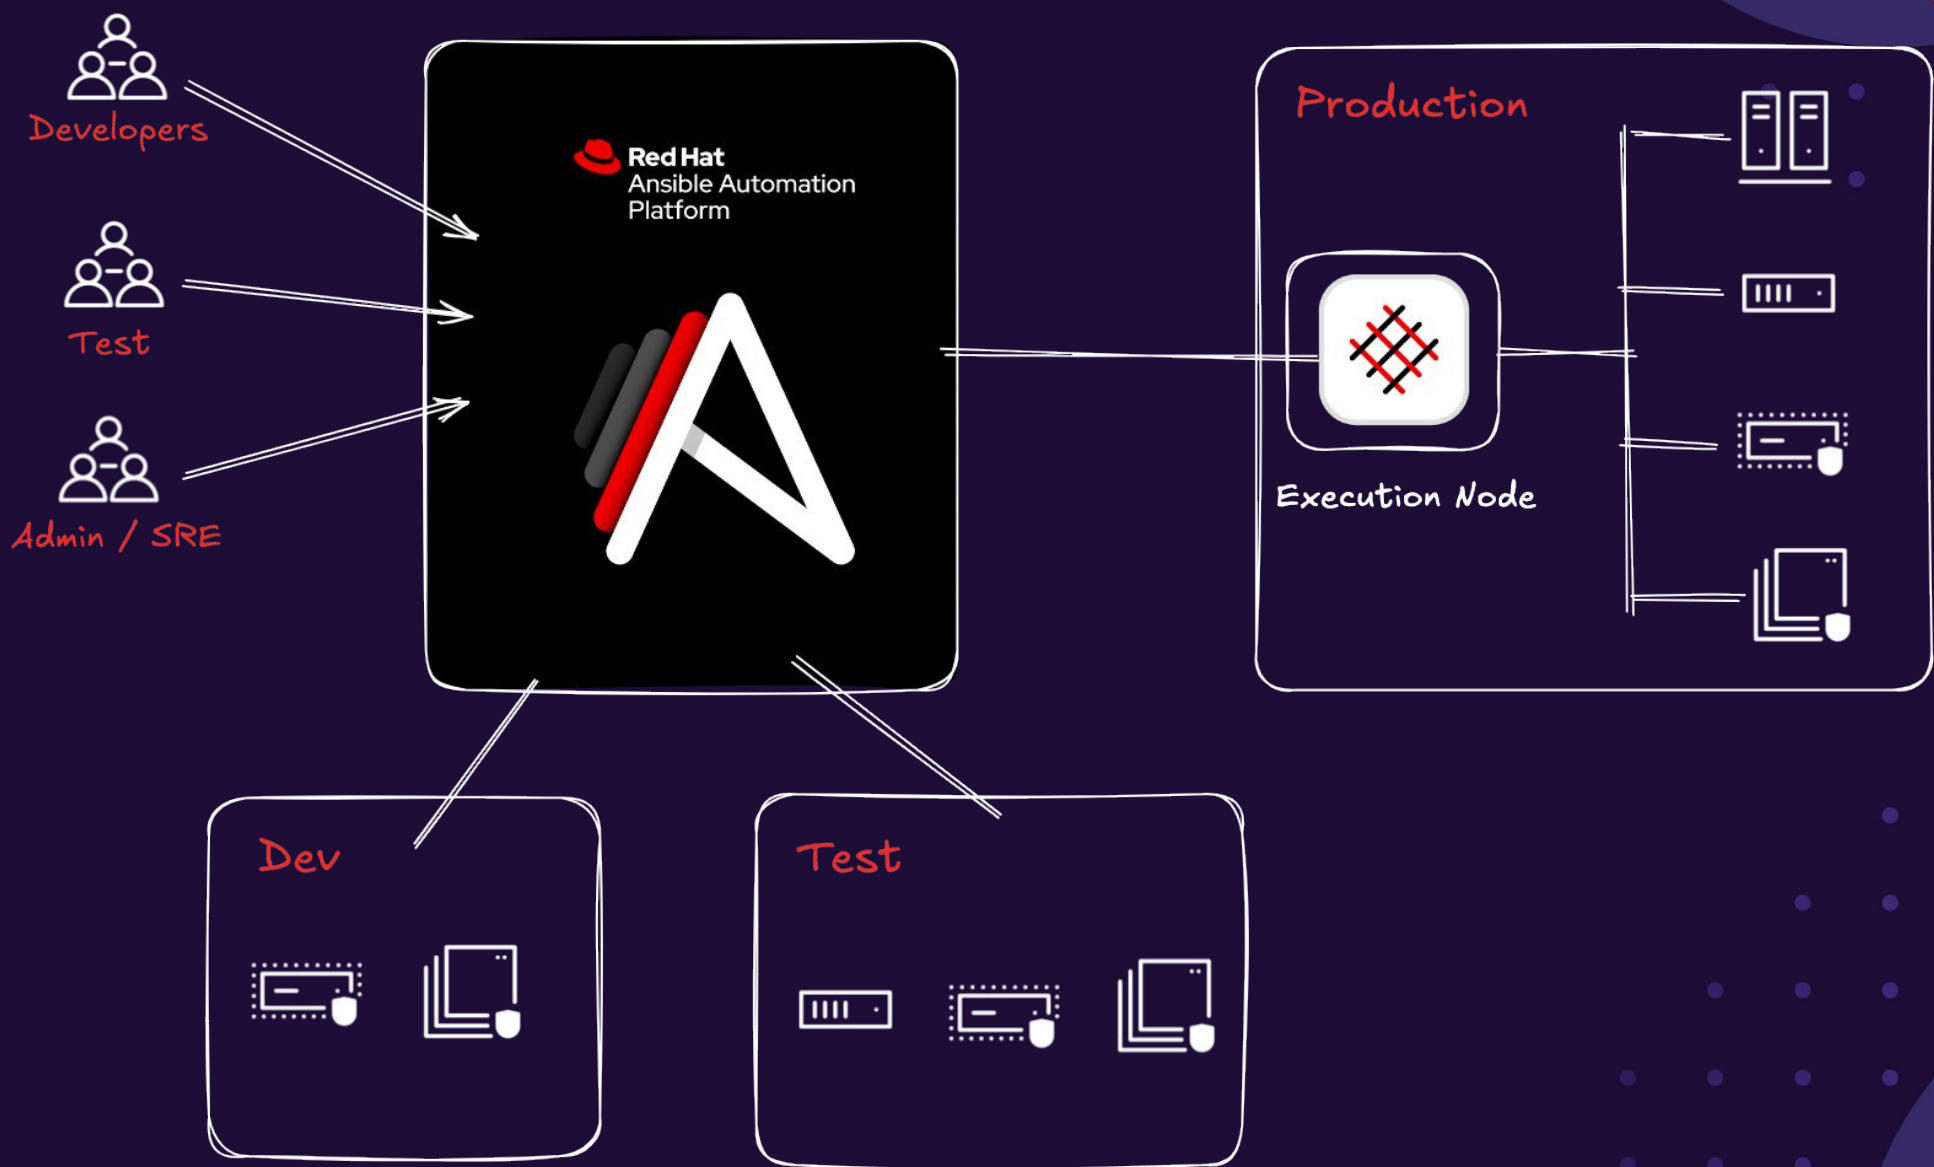 Developers
Test
Admin / SRE
Red Hat
Ansible Automation
Platform
Production
Execution Node
Dev
Test